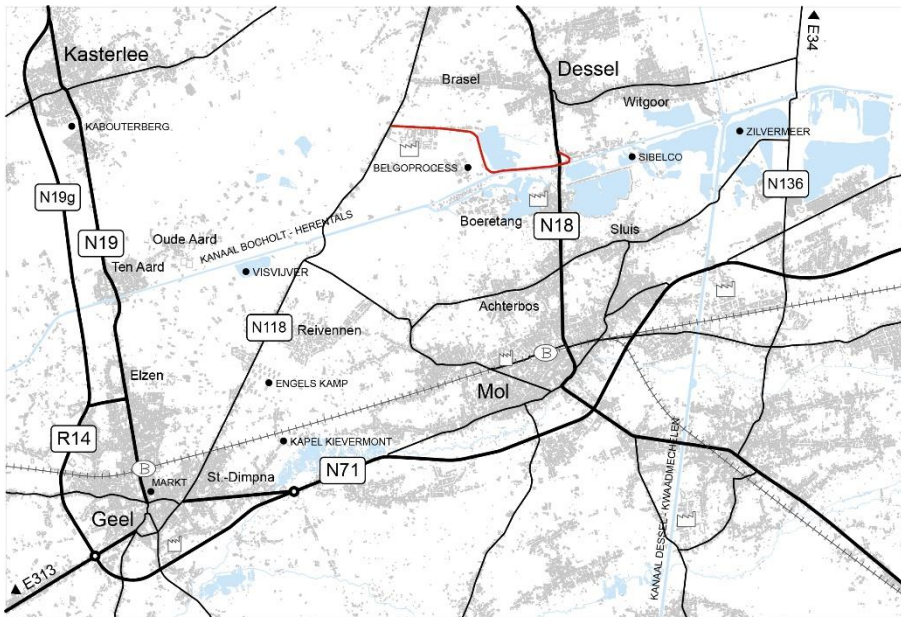 Kasterlee
KABOUTERBERG
N19g
N19
Oude Aard
Ten Aard
KANAAL BOCHOLT - HERENTALS
VISVIJVER
Brasel
Dessel
Witgoor
E34
ZILVERMEER
SIBELCO
BELGOPROCESS
N136
Boeretang
N18
Sluis
Achterbos
N118
Reivennen
Elzen
ENGELS KAMP
B
Mol
R14
KAPEL KIEVERMONT
B
MARKT
St.-Dimpna
N71
Geel
E313
KANAAL DESSEL - KWAADMECHELEN